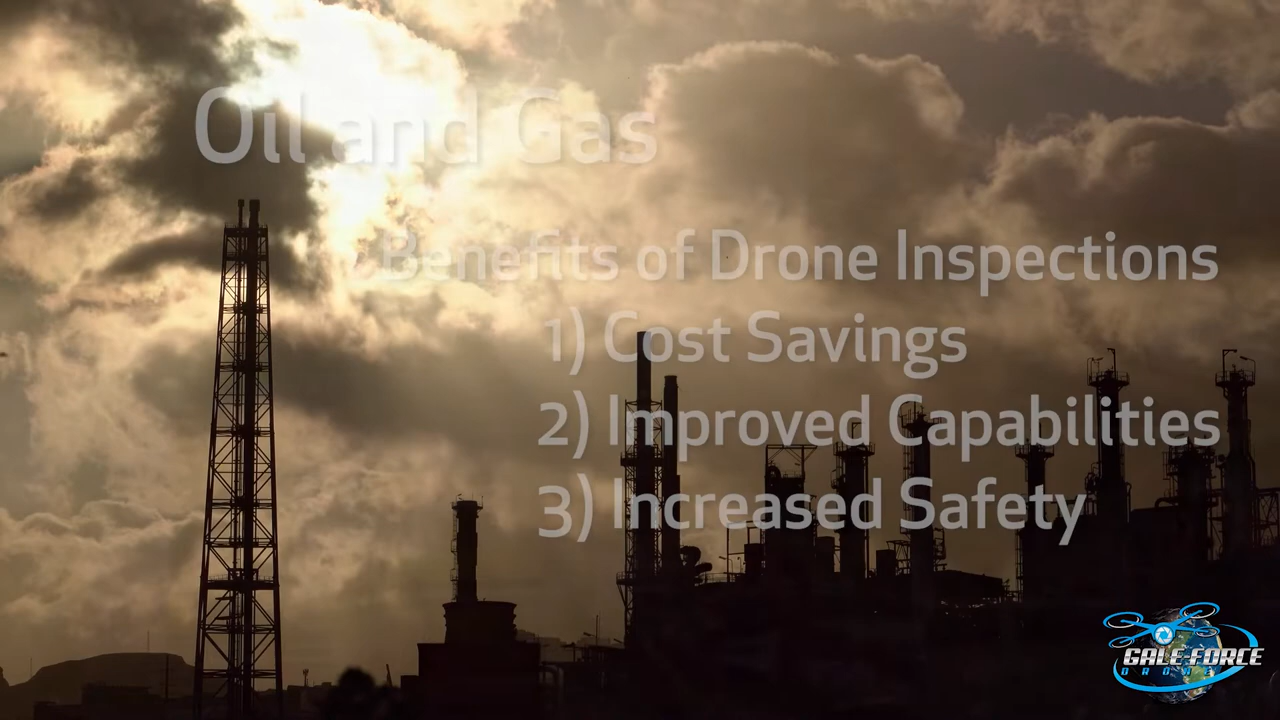 Oil and Gas
Benefits of Drone Inspections
1) Cost Savings
2) Improved Capabilities
3) Increased Safety
GALE FORCE
DRONE